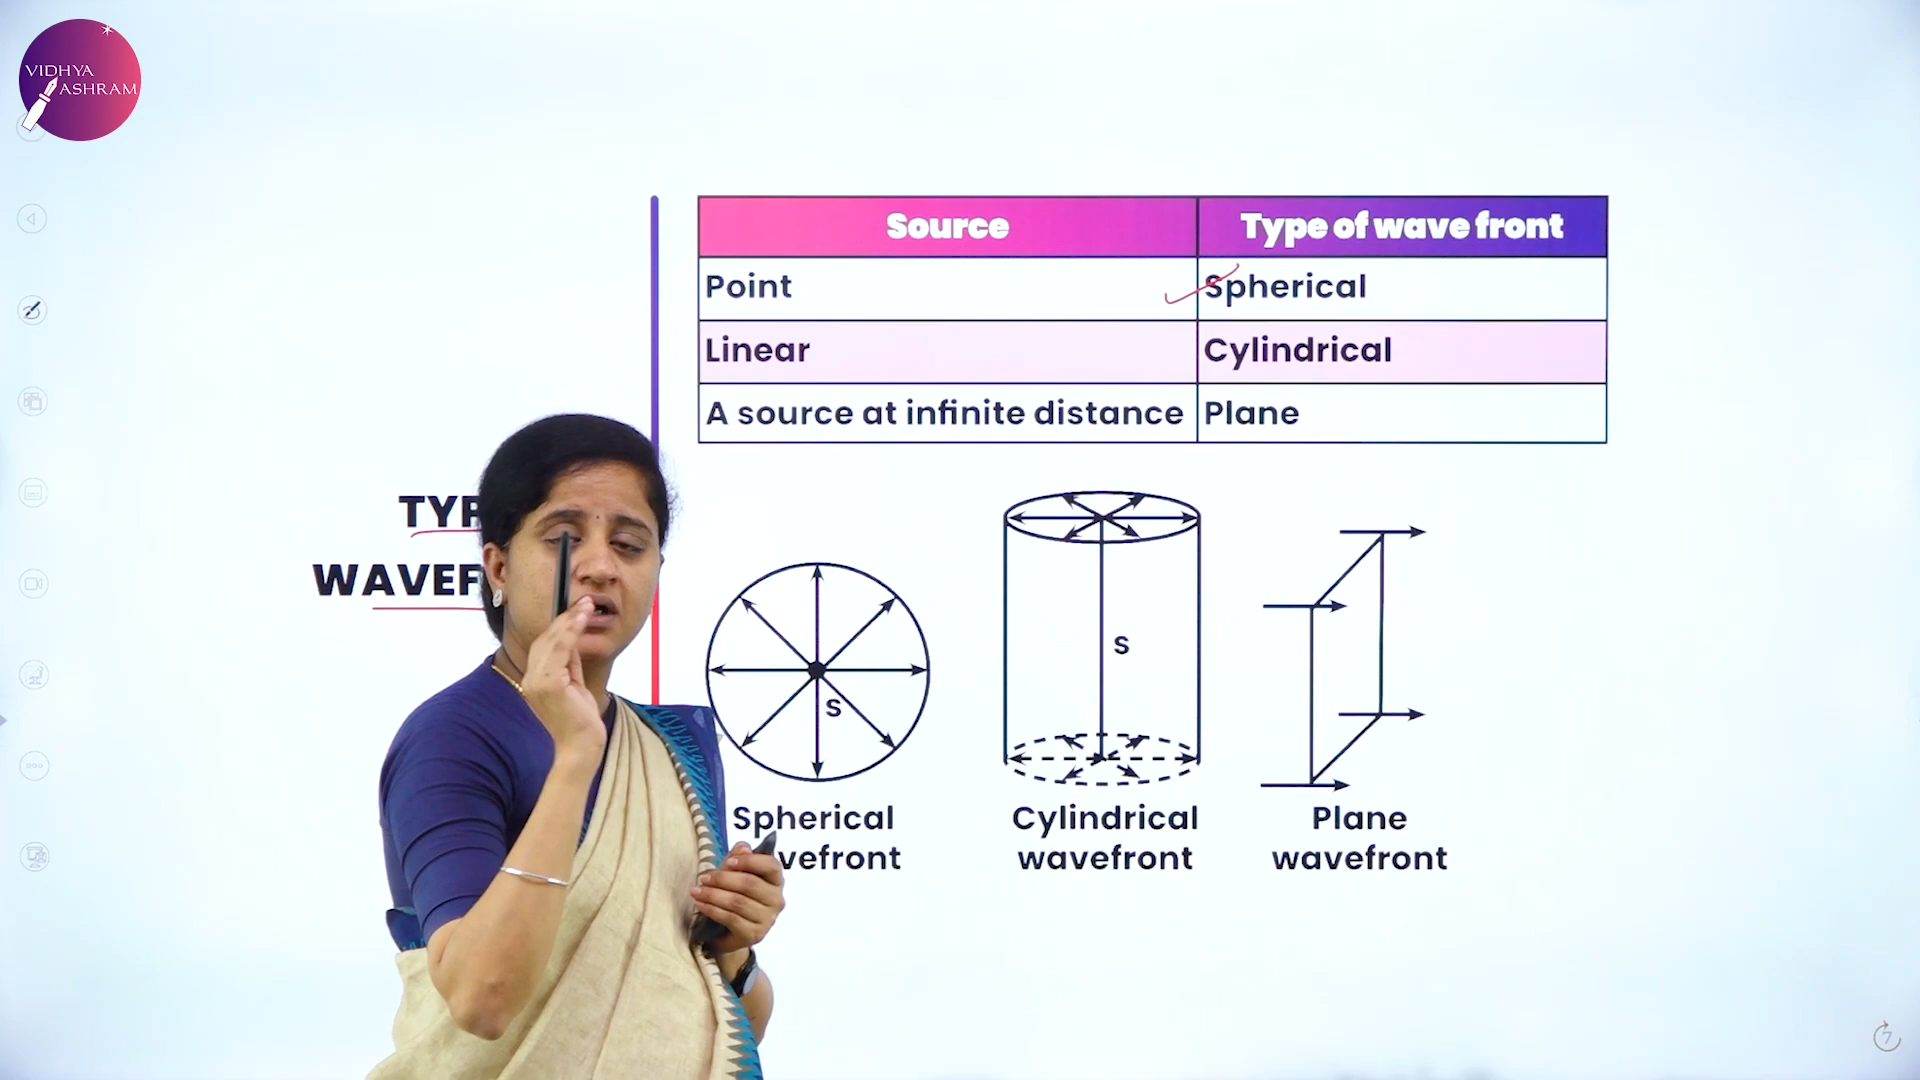 VIDHYA
ASHRAM
Source
Type of wave front
Point
Spherical
Linear
Cylindrical
A source at infinite distance
Plane
TYP
WAVEF
S
S
Spherical
vefront
Cylindrical
wavefront
Plane
wavefront
7